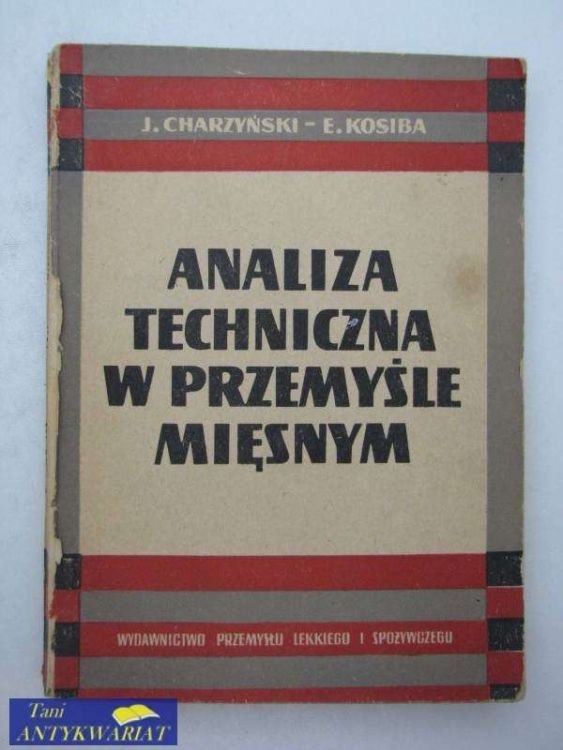 J. CHARZYŃSKI – E. KOSIBA
ANALIZA
TECHNICZNA
W PRZEMYŚLE
MIĘSNYM
WYDAWNICTWO PRZEMYSŁU LEKKIEGO I SPOŻYWCZEGO
Tani
ANTYKWARIAT